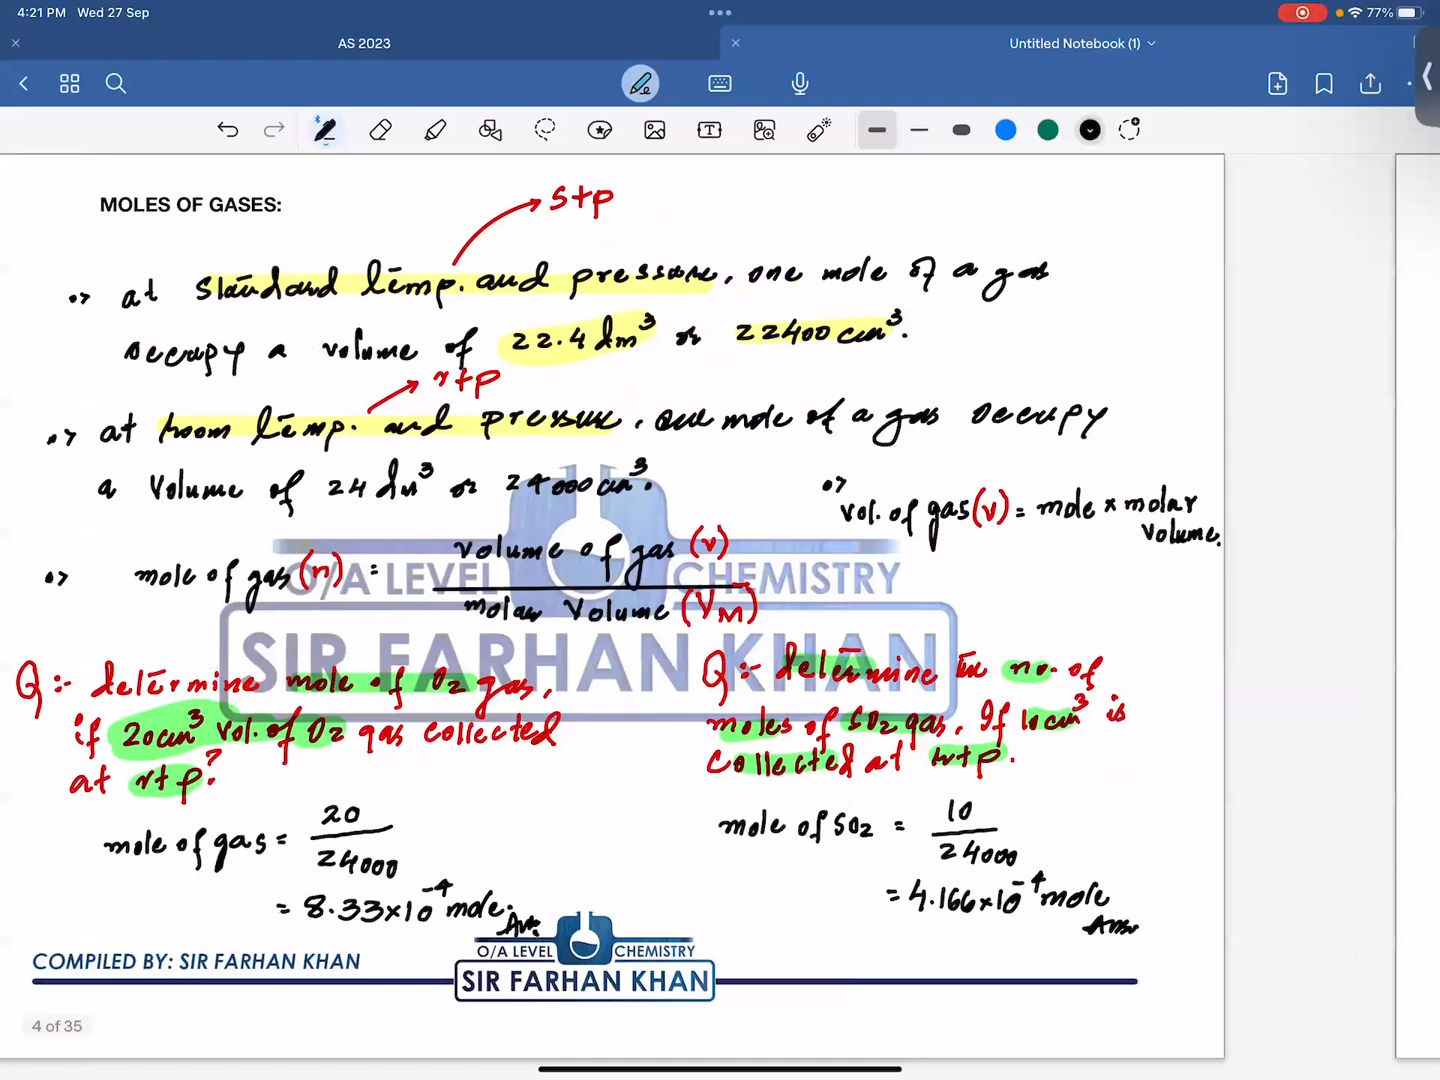 4:21 PM Wed 27 Sep
77%
AS 2023
Untitled Notebook (1)
MOLES OF GASES:
stp
at standard temp. and pressure, one mole of a gas
occupy a volume of 22.4 dm³ or 22400 cm³.
rtp
at room temp. and pressure, one mole of a gas occupy
a volume of 24 dm³ or 24000 cm³.
vol. of gas (v) = mole × molar
volume.
mole of gas (n) = volume of gas (v)
molar volume (VM)
O/A LEVEL CHEMISTRY
SIR FARHAN KHAN
Q:- determine mole of O2 gas,
if 20cm³ vol. of O2 gas collected
at rtp?
mole of gas = 20
24000
= 8.33×10⁻⁴ mole. Ans.
Q:- determine the no. of
moles of SO2 gas, If 10cm³ is
collected at rtp.
mole of SO2 = 10
24000
= 4.166×10⁻⁴ mole
Ans
COMPILED BY: SIR FARHAN KHAN
O/A LEVEL CHEMISTRY
SIR FARHAN KHAN
4 of 35